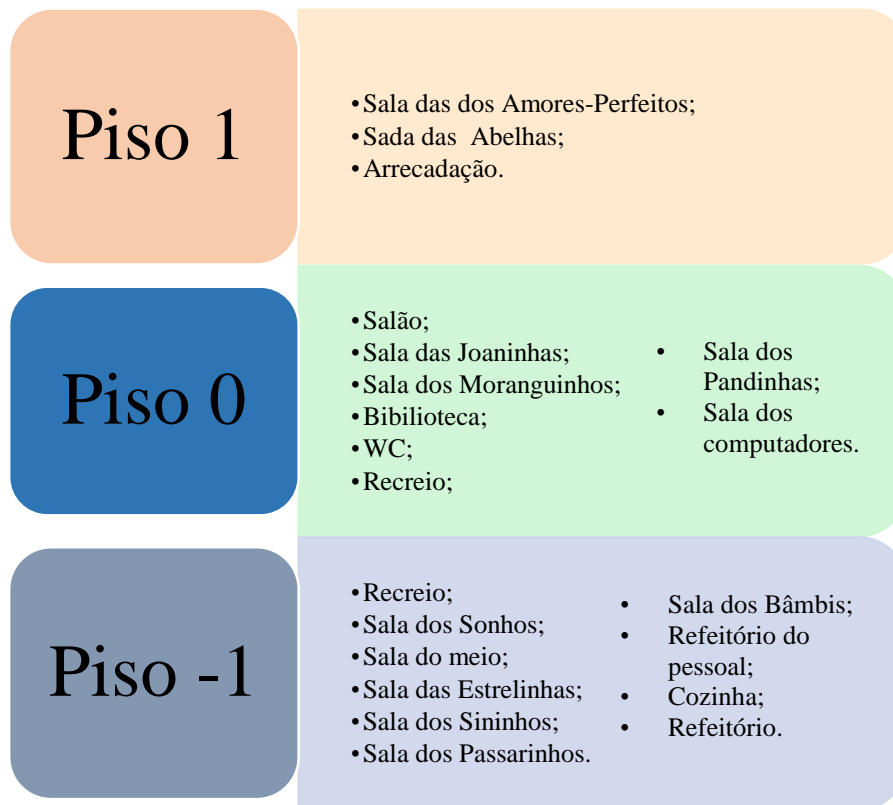 Piso 1
•Sala das dos Amores-Perfeitos;
•Sada das Abelhas;
•Arrecadação.
Piso 0
•Salão;
•Sala das Joaninhas;
•Sala dos Moranguinhos;
•Bibilioteca;
•WC;
•Recreio;
• Sala dos
Pandinhas;
• Sala dos
computadores.
Piso -1
•Recreio;
•Sala dos Sonhos;
•Sala do meio;
•Sala das Estrelinhas;
•Sala dos Sininhos;
•Sala dos Passarinhos.
• Sala dos Bâmbis;
• Refeitório do
pessoal;
• Cozinha;
• Refeitório.